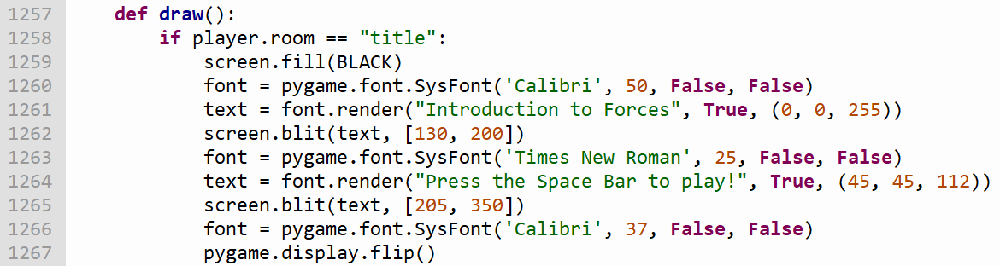 1257 def draw():
1258 if player.room == "title":
1259 screen.fill(BLACK)
1260 font = pygame.font.SysFont('Calibri', 50, False, False)
1261 text = font.render("Introduction to Forces", True, (0, 0, 255))
1262 screen.blit(text, [130, 200])
1263 font = pygame.font.SysFont('Times New Roman', 25, False, False)
1264 text = font.render("Press the Space Bar to play!", True, (45, 45, 112))
1265 screen.blit(text, [205, 350])
1266 font = pygame.font.SysFont('Calibri', 37, False, False)
1267 pygame.display.flip()